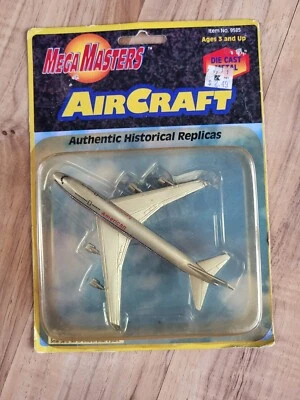 Item No. 9585
Ages 3 and Up
MEGA MASTERS
DIE CAST
METAL
AIRCRAFT
Authentic Historical Replicas